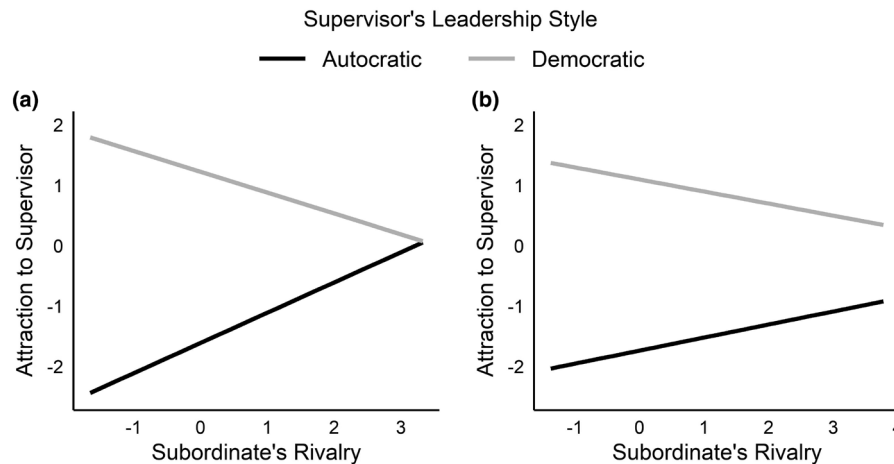 Supervisor's Leadership Style
Autocratic Democratic
(a)
Attraction to Supervisor
2
1
0
-1
-2
-1 0 1 2 3
Subordinate's Rivalry
(b)
Attraction to Supervisor
2
1
0
-1
-2
-1 0 1 2 3
Subordinate's Rivalry